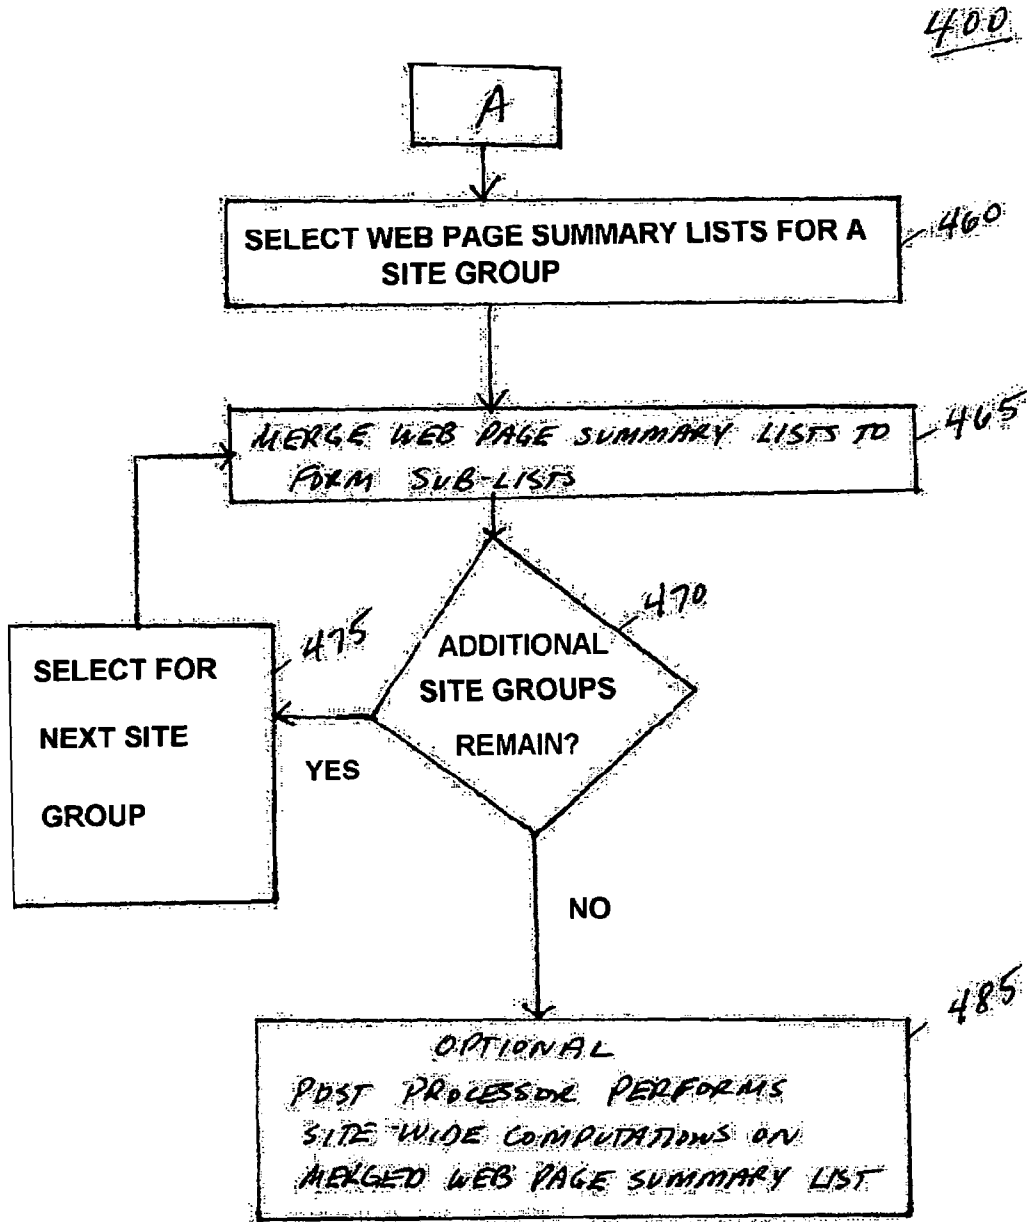 400
A
SELECT WEB PAGE SUMMARY LISTS FOR A
SITE GROUP
460
MERGE WEB PAGE SUMMARY LISTS TO
FORM SUB-LISTS
465
ADDITIONAL
SITE GROUPS
REMAIN?
470
SELECT FOR
NEXT SITE
GROUP
475
YES
NO
OPTIONAL
POST PROCESSOR PERFORMS
SITE-WIDE COMPUTATIONS ON
MERGED WEB PAGE SUMMARY LIST
485